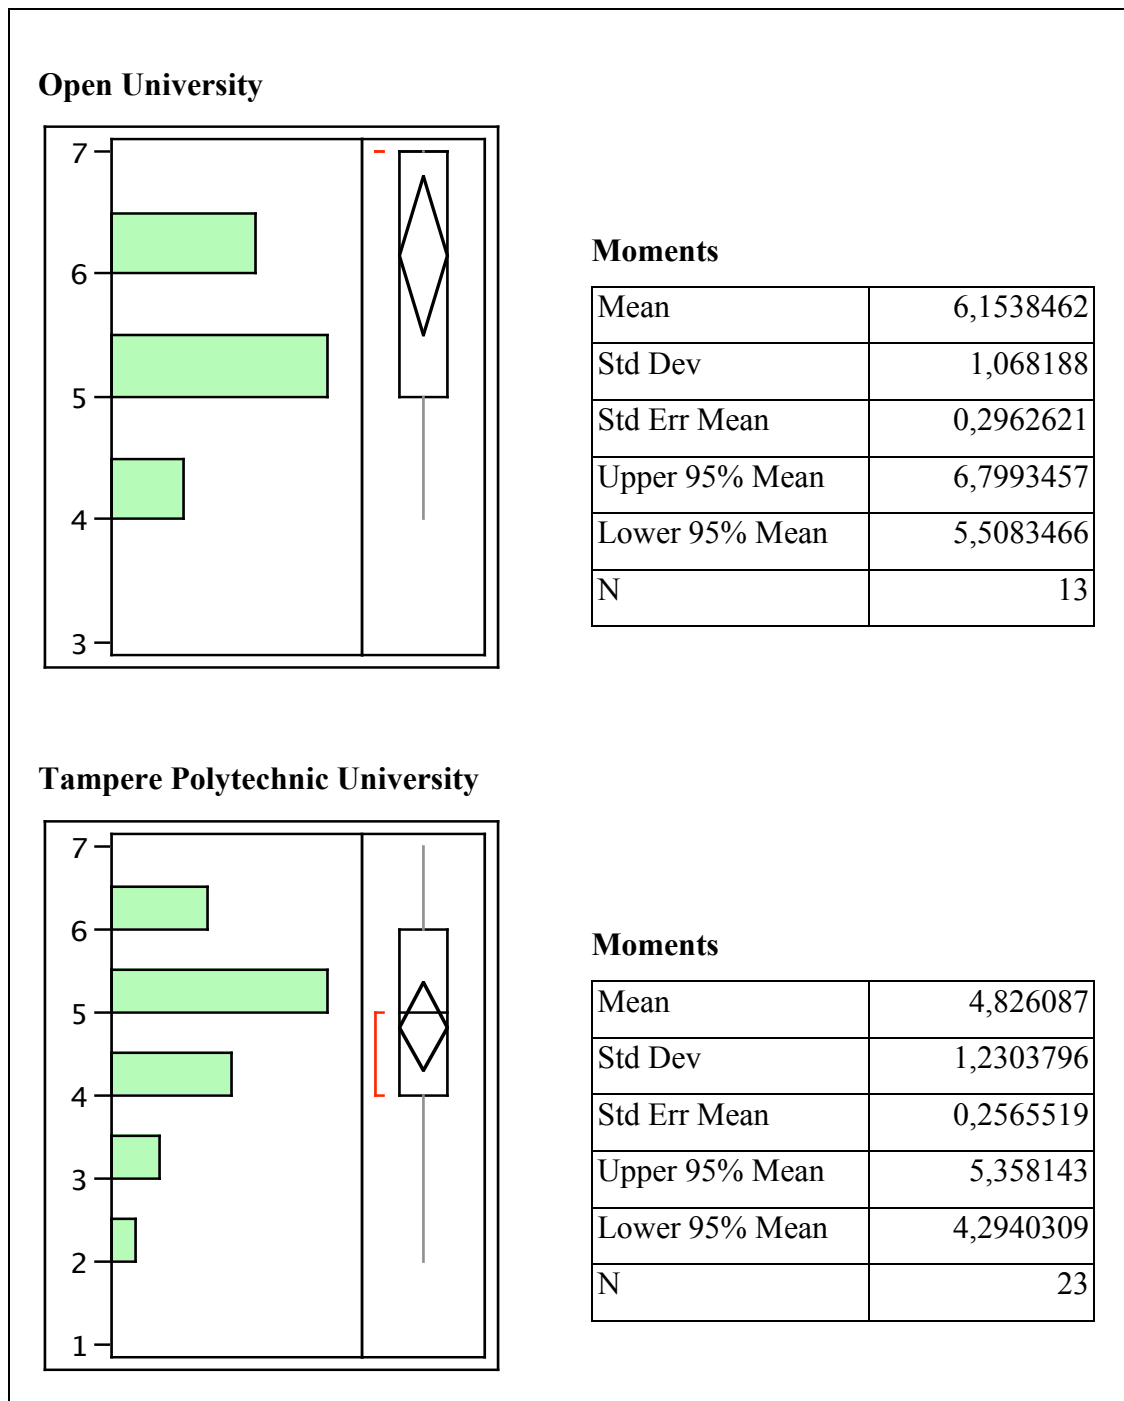 Open University
7
6
5
4
3
Moments
Mean 6,1538462
Std Dev 1,068188
Std Err Mean 0,2962621
Upper 95% Mean 6,7993457
Lower 95% Mean 5,5083466
N 13
Tampere Polytechnic University
7
6
5
4
3
2
1
Moments
Mean 4,826087
Std Dev 1,2303796
Std Err Mean 0,2565519
Upper 95% Mean 5,358143
Lower 95% Mean 4,2940309
N 23